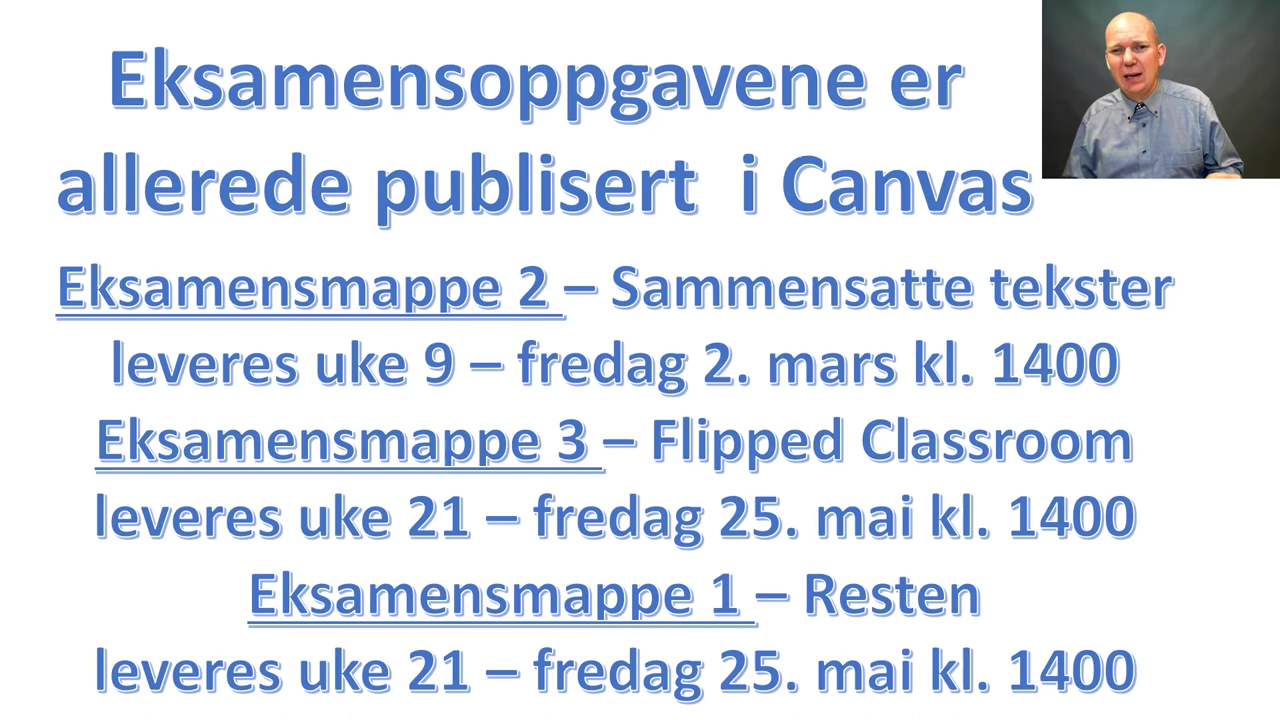 Eksamensoppgavene er
allerede publisert i Canvas
Eksamensmappe 2 – Sammensatte tekster
leveres uke 9 – fredag 2. mars kl. 1400
Eksamensmappe 3 – Flipped Classroom
leveres uke 21 – fredag 25. mai kl. 1400
Eksamensmappe 1 – Resten
leveres uke 21 – fredag 25. mai kl. 1400